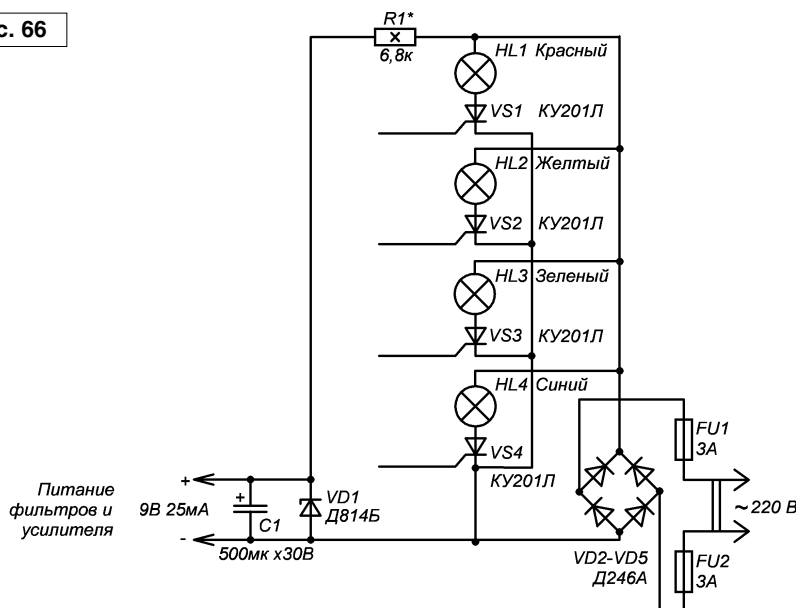 с. 66
R1*
6,8к
HL1 Красный
VS1 КУ201Л
HL2 Желтый
VS2 КУ201Л
HL3 Зеленый
VS3 КУ201Л
HL4 Синий
VS4
КУ201Л
FU1
3А
~220 В
FU2
3А
VD2-VD5
Д246А
Питание
фильтров и
усилителя
+
9В 25мА
-
+
C1
500мк х30В
VD1
Д814Б